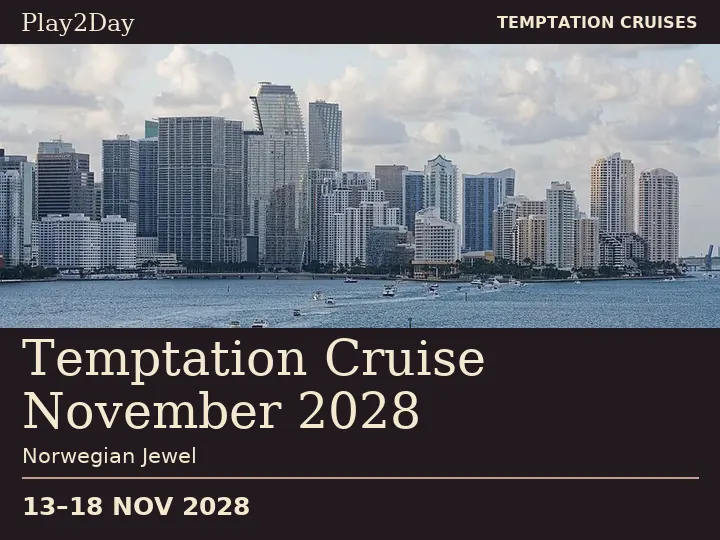 Play2Day
TEMPTATION CRUISES
Temptation Cruise
November 2028
Norwegian Jewel
13–18 NOV 2028